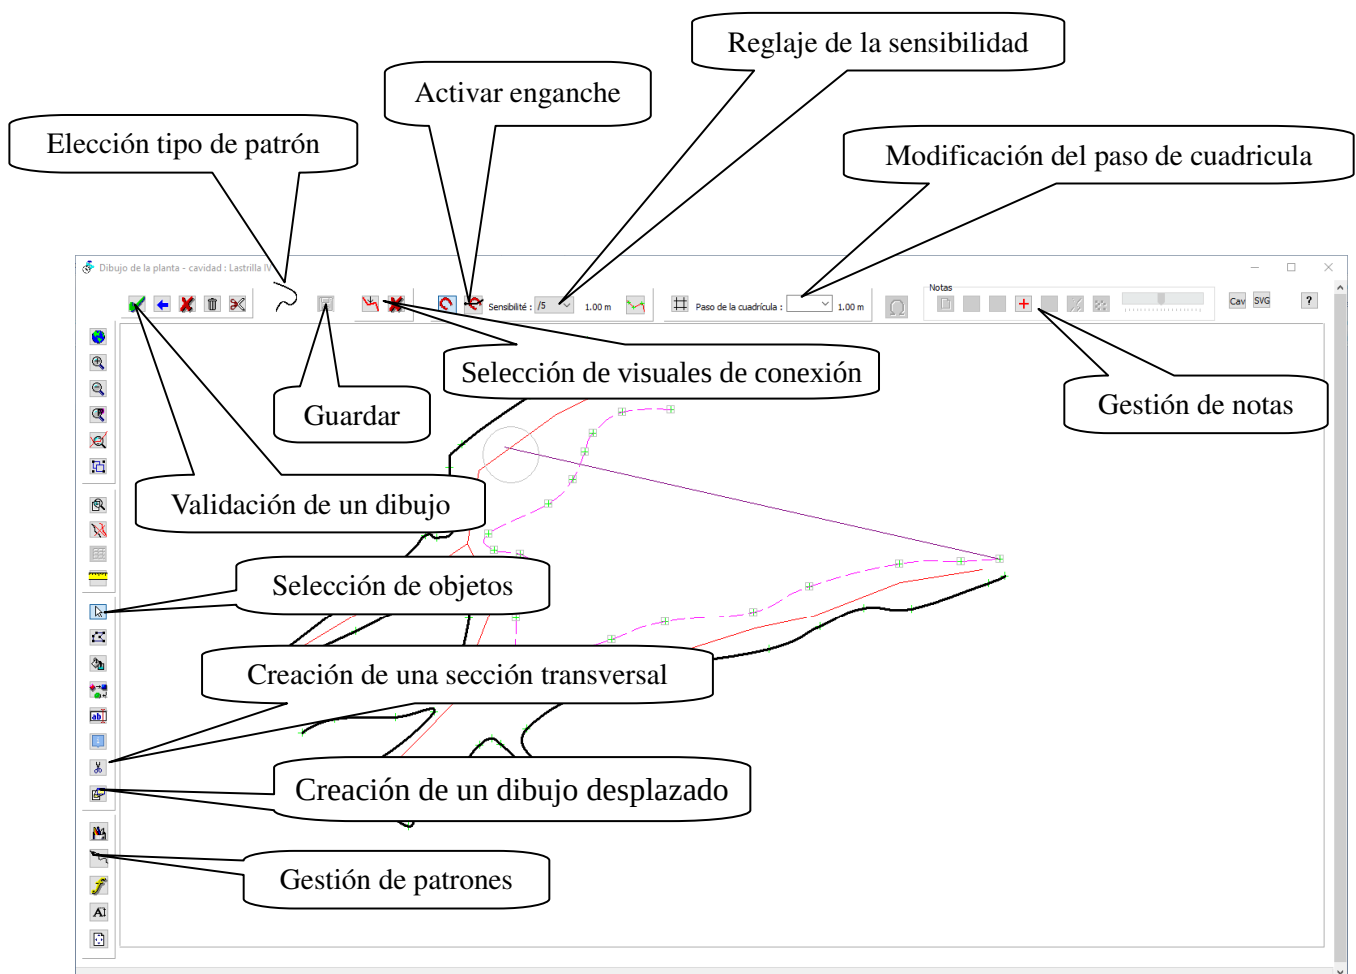 Reglaje de la sensibilidad
Activar enganche
Elección tipo de patrón
Modificación del paso de cuadricula
Dibujo de la planta - cavidad : Lastrilla IV
Notas
Sensibilité : /5 1.00 m
Paso de la cuadrícula : 1.00 m
Cav SVG ?
Selección de visuales de conexión
Guardar
Gestión de notas
Validación de un dibujo
Selección de objetos
Creación de una sección transversal
ab
Creación de un dibujo desplazado
Gestión de patrones
A